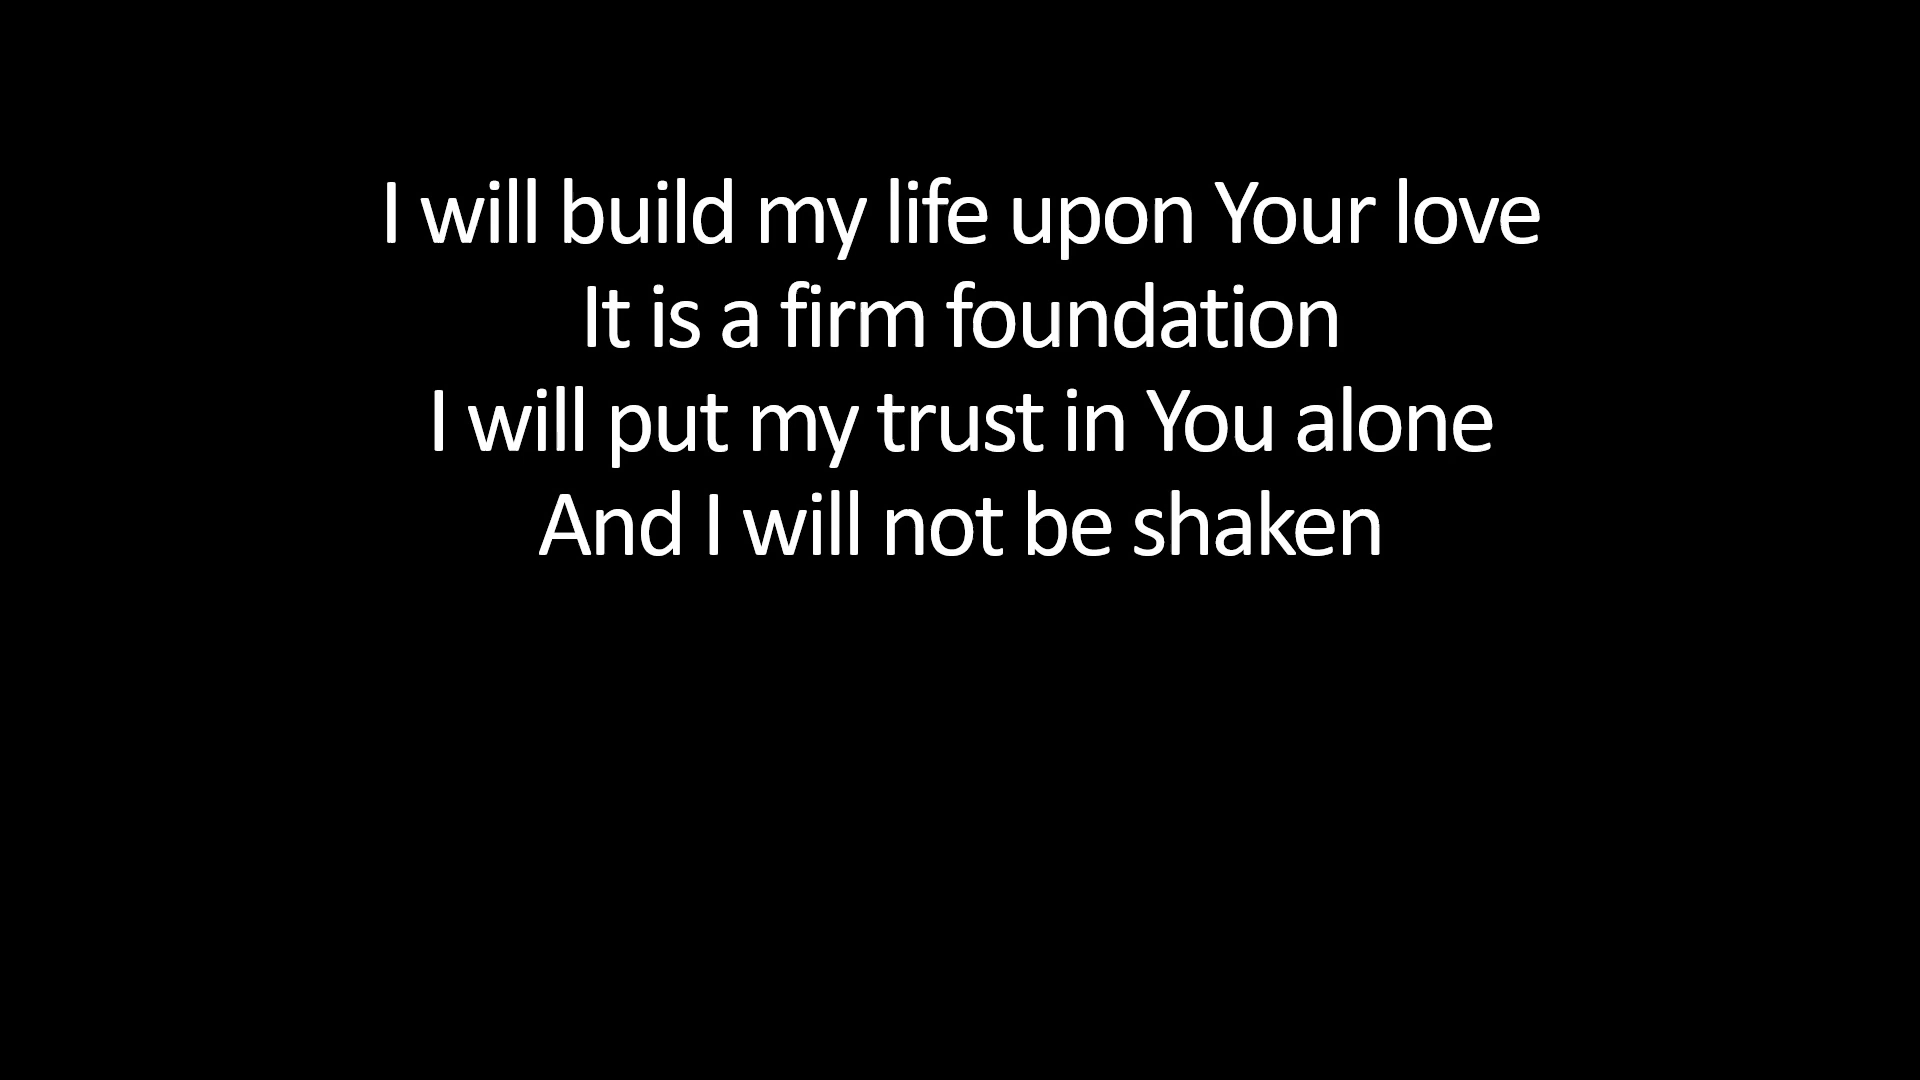 I will build my life upon Your love
It is a firm foundation
I will put my trust in You alone
And I will not be shaken